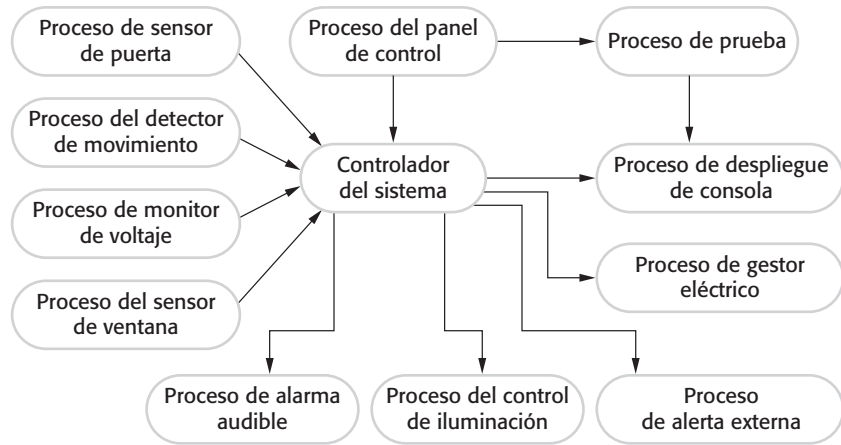 Proceso de sensor
de puerta
Proceso del panel
de control
Proceso de prueba
Proceso del detector
de movimiento
Controlador
del sistema
Proceso de despliegue
de consola
Proceso de monitor
de voltaje
Proceso de gestor
eléctrico
Proceso del sensor
de ventana
Proceso de alarma
audible
Proceso del control
de iluminación
Proceso
de alerta externa